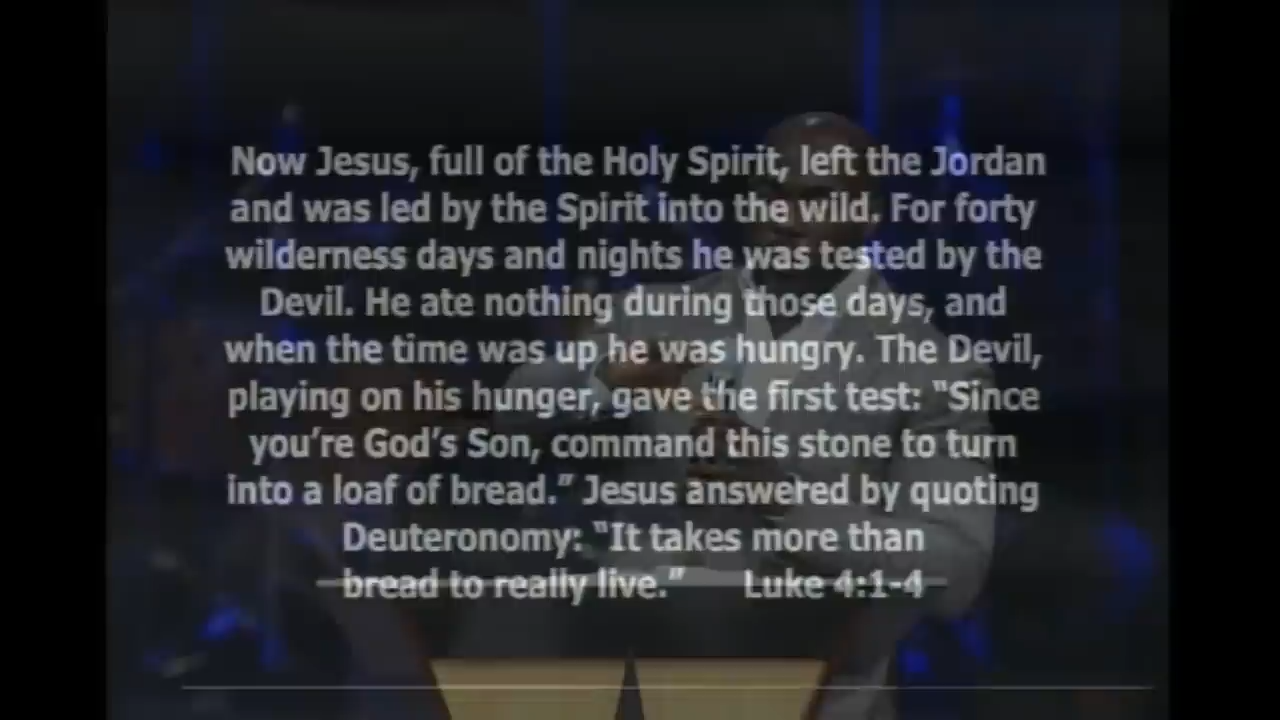 Now Jesus, full of the Holy Spirit, left the Jordan
and was led by the Spirit into the wild. For forty
wilderness days and nights he was tested by the
Devil. He ate nothing during those days, and
when the time was up he was hungry. The Devil,
playing on his hunger, gave the first test: “Since
you’re God’s Son, command this stone to turn
into a loaf of bread.” Jesus answered by quoting
Deuteronomy: “It takes more than
bread to really live.” Luke 4:1-4